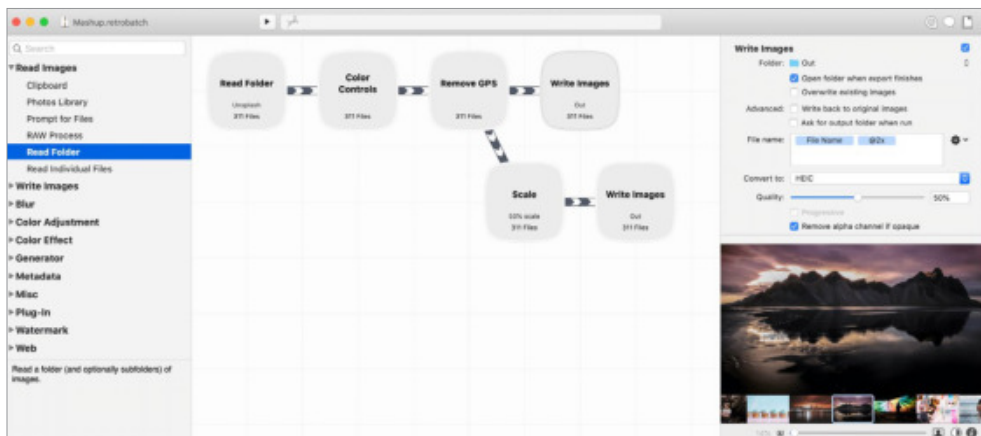 Mashup.retrobatch
Search
Read Images
Clipboard
Photos Library
Prompt for Files
RAW Process
Read Folder
Read Individual Files
Write Images
Blur
Color Adjustment
Color Effect
Generator
Metadata
Misc
Plug-In
Watermark
Web
Read a folder (and optionally subfolders) of
images.
Read Folder
Unsplash
311 Files
Color
Controls
311 Files
Remove GPS
311 Files
Write Images
Out
311 Files
Scale
50% scale
311 Files
Write Images
Out
311 Files
Write Images
Folder: Out
Open folder when export finishes
Overwrite existing images
Advanced: Write back to original images
Ask for output folder when run
File name: File Name @2x
Convert to: HEIC
Quality: 50%
Progressive
Remove alpha channel if opaque